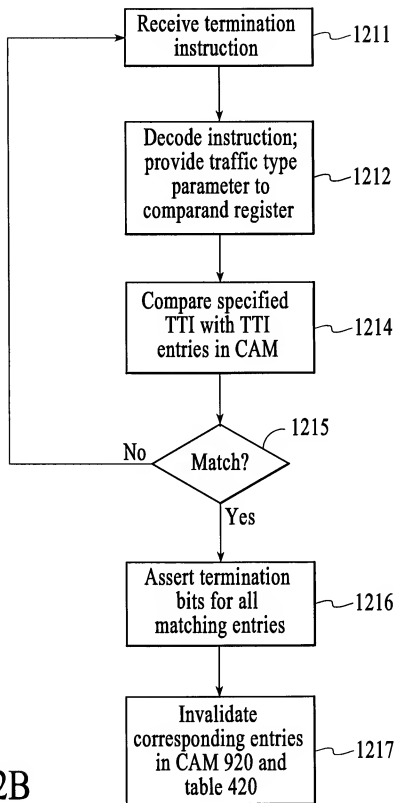 Receive termination
instruction
1211
Decode instruction;
provide traffic type
parameter to
comparand register
1212
Compare specified
TTI with TTI
entries in CAM
1214
1215
No
Match?
Yes
Assert termination
bits for all
matching entries
1216
Invalidate
corresponding entries
in CAM 920 and
table 420
1217
2B